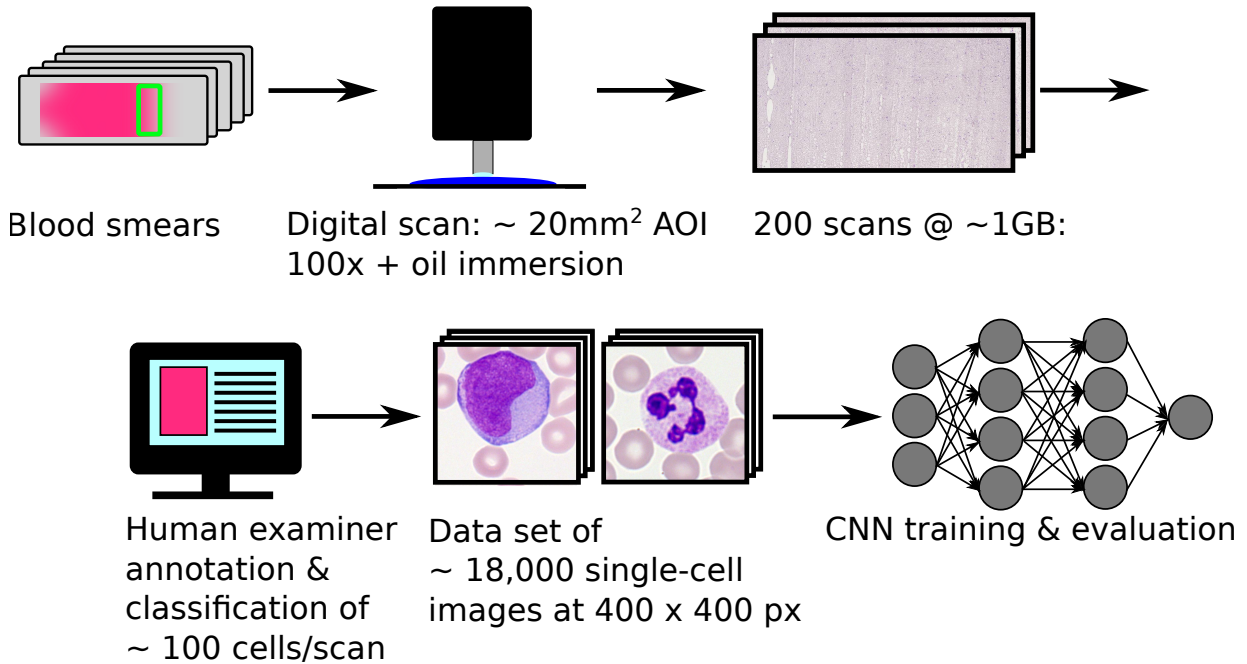 Blood smears
Digital scan: ~ 20mm² AOI
100x + oil immersion
200 scans @ ~1GB:
Human examiner
annotation &
classification of
~ 100 cells/scan
Data set of
~ 18,000 single-cell
images at 400 x 400 px
CNN training & evaluation